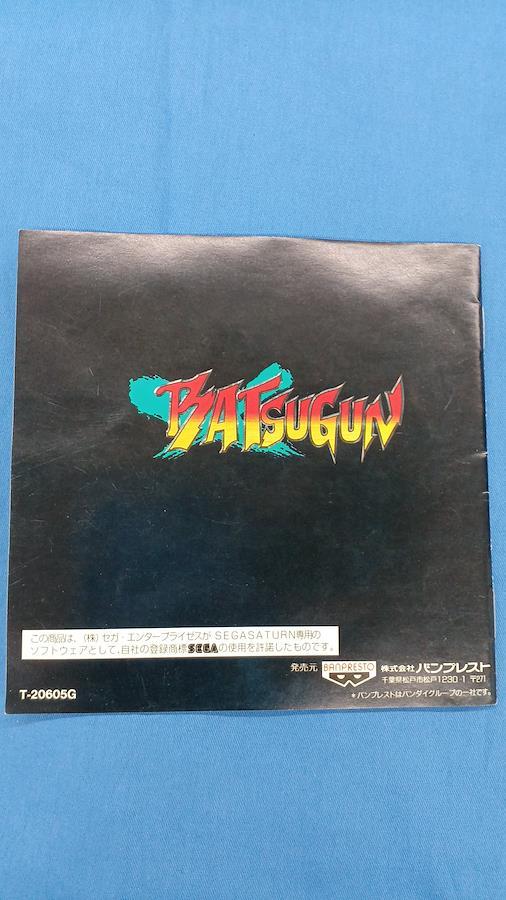 BATSUGUN
この商品は、(株)セガ・エンタープライゼスがSEGASATURN専用の
ソフトウェアとして、自社の登録商標SEGAの使用を許諾したものです。
発売元 BANPRESTO 株式会社 バンプレスト
千葉県松戸市松戸1230-1 〒271
＊バンプレストはバンダイグループの一社です。
T-20605G